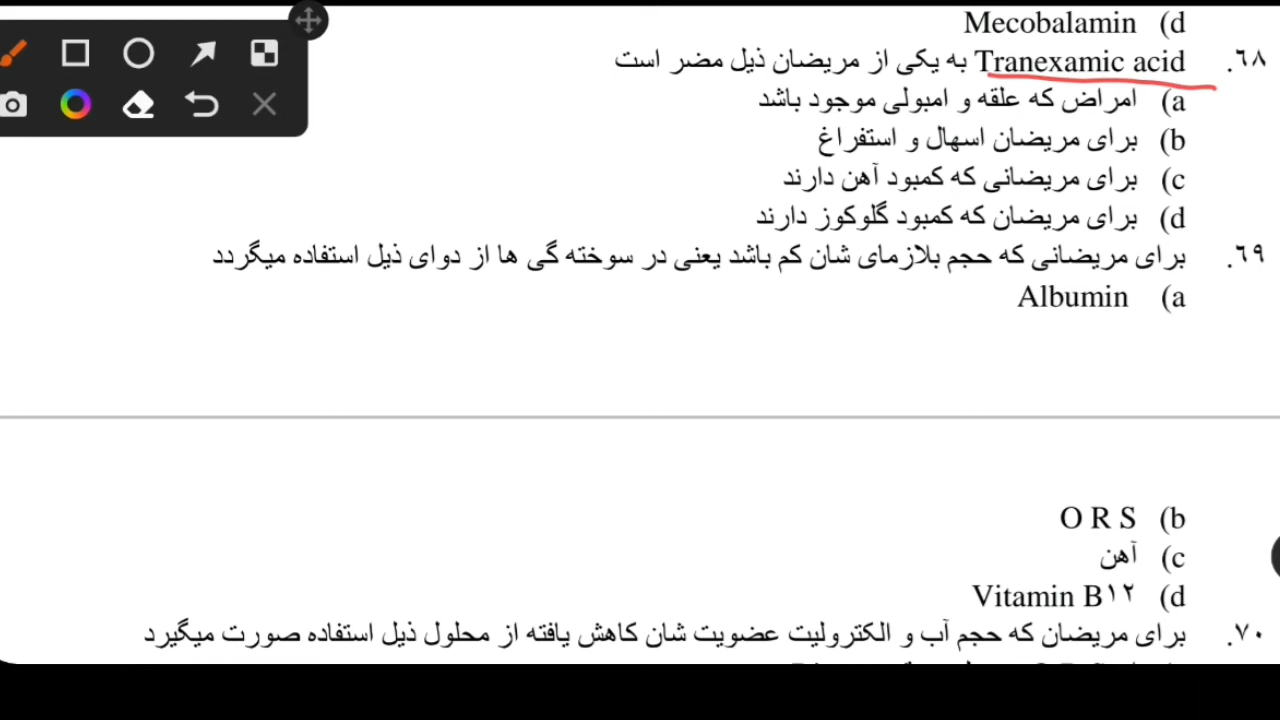 d) Mecobalamin
۶۸. Tranexamic acid به یکی از مریضان ذیل مضر است
a) امراض که علقه و امبولی موجود باشد
b) برای مریضان اسهال و استفراغ
c) برای مریضانی که کمبود آهن دارند
d) برای مریضان که کمبود گلوکوز دارند
۶۹. برای مریضانی که حجم بلازمای شان کم باشد یعنی در سوخته گی ها از دوای ذیل استفاده میگردد
a) Albumin
b) O R S
c) آهن
d) Vitamin B۱۲
۷۰. برای مریضان که حجم آب و الکترولیت عضویت شان کاهش یافته از محلول ذیل استفاده صورت میگیرد